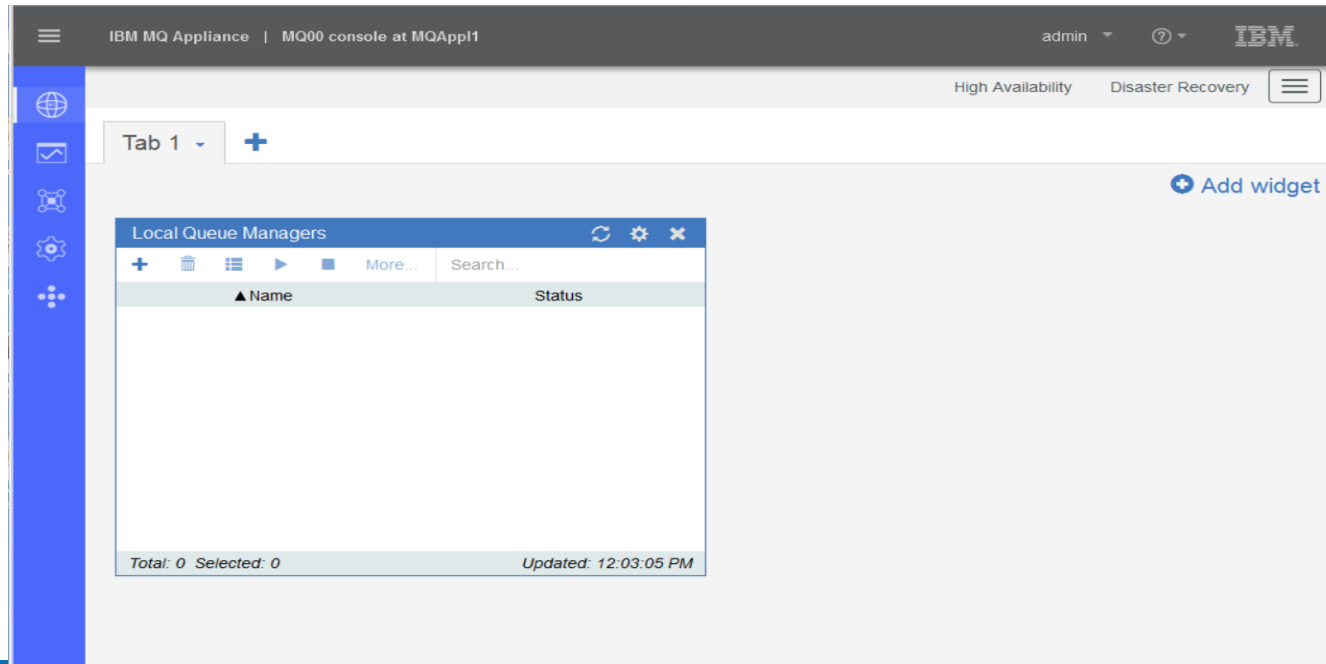 IBM MQ Appliance | MQ00 console at MQAppl1 admin ? IBM.
High Availability Disaster Recovery
Tab 1
Add widget
Local Queue Managers
More... Search...
▲Name Status
Total: 0 Selected: 0 Updated: 12:03:05 PM